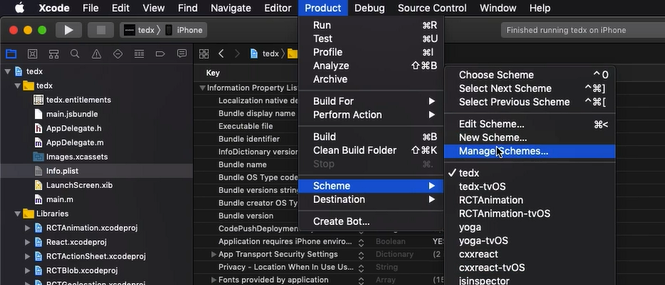 Xcode File Edit View Find Navigate Editor Product Debug Source Control Window Help
tedx iPhone
Finished running tedx on iPhone
tedx
tedx
tedx
tedx.entitlements
main.jsbundle
AppDelegate.h
AppDelegate.m
Images.xcassets
Info.plist
LaunchScreen.xib
main.m
Libraries
RCTAnimation.xcodeproj
React.xcodeproj
RCTActionSheet.xcodeproj
RCTBlob.xcodeproj
RCTGeolocation.xcodeproj
Key
Information Property Lis
Localization native de
Bundle display name
Executable file
Bundle identifier
InfoDictionary version
Bundle name
Bundle OS Type code
Bundle versions string
Bundle creator OS Typ
Bundle version
CodePushDeploymen
Application requires iPhone enviro... Boolean YES
App Transport Security Settings Dictionary (2
Privacy - Location When In Use Us... String
Fonts provided by application Array (15
Run ⌘R
Test ⌘U
Profile ⌘I
Analyze ⇧⌘B
Archive
Build For
Perform Action
Build ⌘B
Clean Build Folder ⇧⌘K
Stop ⌘.
Scheme
Destination
Create Bot...
Choose Scheme ^0
Select Next Scheme ^⌘]
Select Previous Scheme ^⌘[
Edit Scheme... ⌘<
New Scheme...
Manage Schemes...
✓ tedx
tedx-tvOS
RCTAnimation
RCTAnimation-tvOS
yoga
yoga-tvOS
cxxreact
cxxreact-tvOS
jsinspector